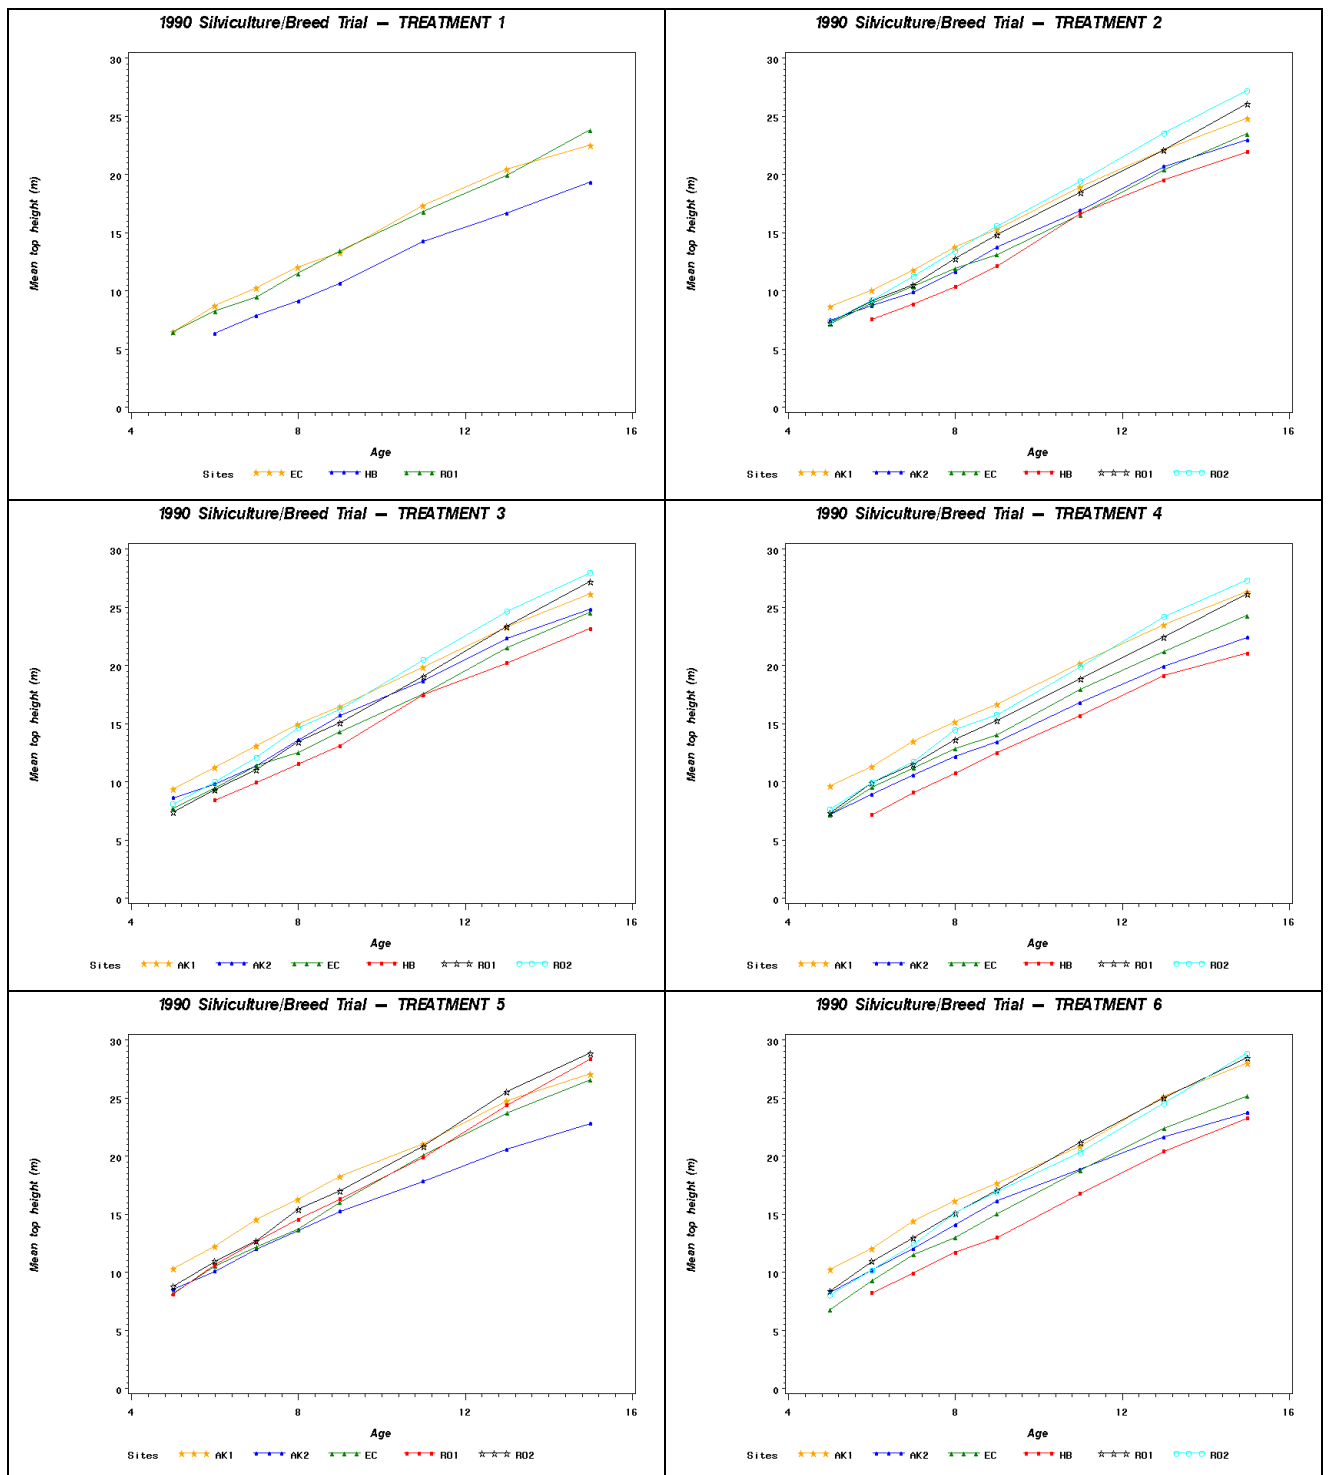 1990 Silviculture/Breed Trial – TREATMENT 1
30
25
20
15
10
5
0
Mean top height (m)
4 8 12 16
Age
Sites EC HB RO1
1990 Silviculture/Breed Trial – TREATMENT 2
30
25
20
15
10
5
0
Mean top height (m)
4 8 12 16
Age
Sites AK1 AK2 EC HB RO1 RO2
1990 Silviculture/Breed Trial – TREATMENT 3
30
25
20
15
10
5
0
Mean top height (m)
4 8 12 16
Age
Sites AK1 AK2 EC HB RO1 RO2
1990 Silviculture/Breed Trial – TREATMENT 4
30
25
20
15
10
5
0
Mean top height (m)
4 8 12 16
Age
Sites AK1 AK2 EC HB RO1 RO2
1990 Silviculture/Breed Trial – TREATMENT 5
30
25
20
15
10
5
0
Mean top height (m)
4 8 12 16
Age
Sites AK1 AK2 EC RO1 RO2
1990 Silviculture/Breed Trial – TREATMENT 6
30
25
20
15
10
5
0
Mean top height (m)
4 8 12 16
Age
Sites AK1 AK2 EC HB RO1 RO2